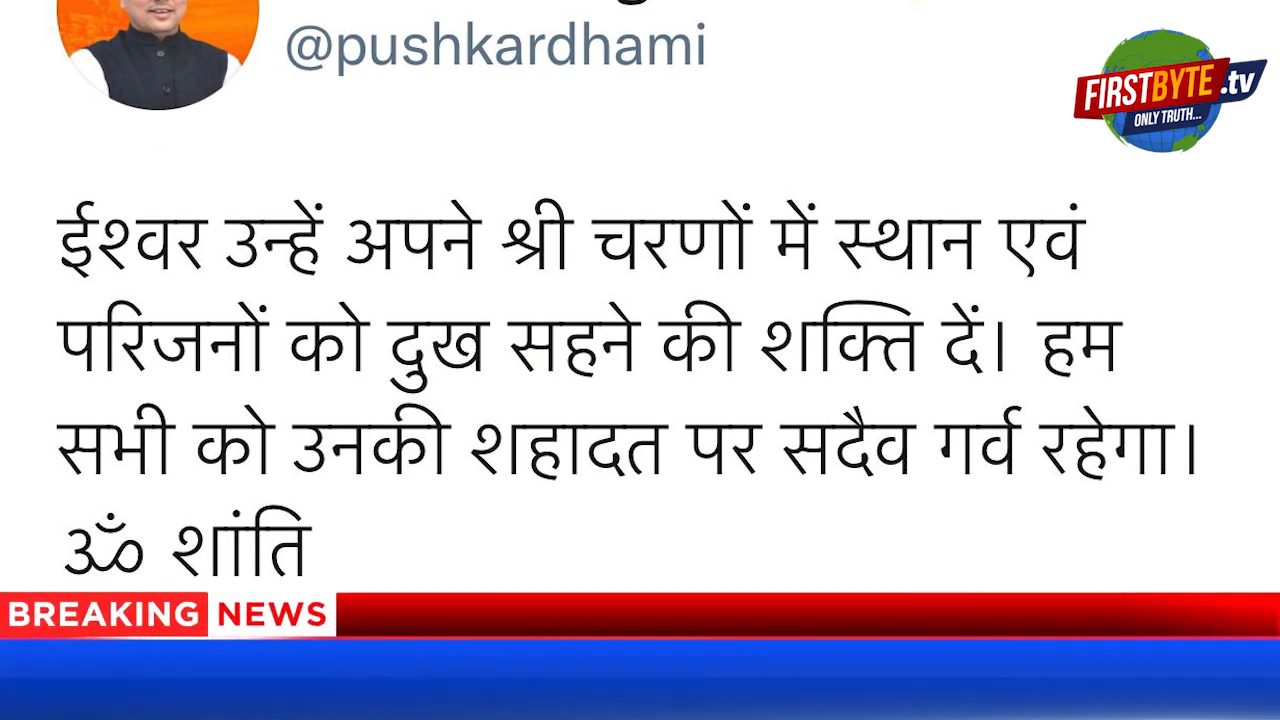 @pushkardhami
FIRSTBYTE.tv
ONLY TRUTH...
ईश्वर उन्हें अपने श्री चरणों में स्थान एवं
परिजनों को दुख सहने की शक्ति दें। हम
सभी को उनकी शहादत पर सदैव गर्व रहेगा।
ॐ शांति
BREAKING NEWS